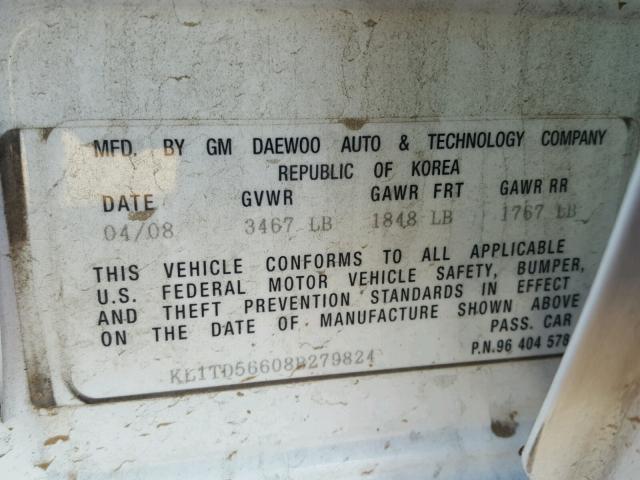 MFD. BY GM DAEWOO AUTO & TECHNOLOGY COMPANY
REPUBLIC OF KOREA
DATE GVWR GAWR FRT GAWR RR
04/08 3467 LB 1848 LB 1767 LB
THIS VEHICLE CONFORMS TO ALL APPLICABLE
U.S. FEDERAL MOTOR VEHICLE SAFETY, BUMPER,
AND THEFT PREVENTION STANDARDS IN EFFECT
ON THE DATE OF MANUFACTURE SHOWN ABOVE
PASS. CAR
P.N.96 404 578
KL1TD56608B279824